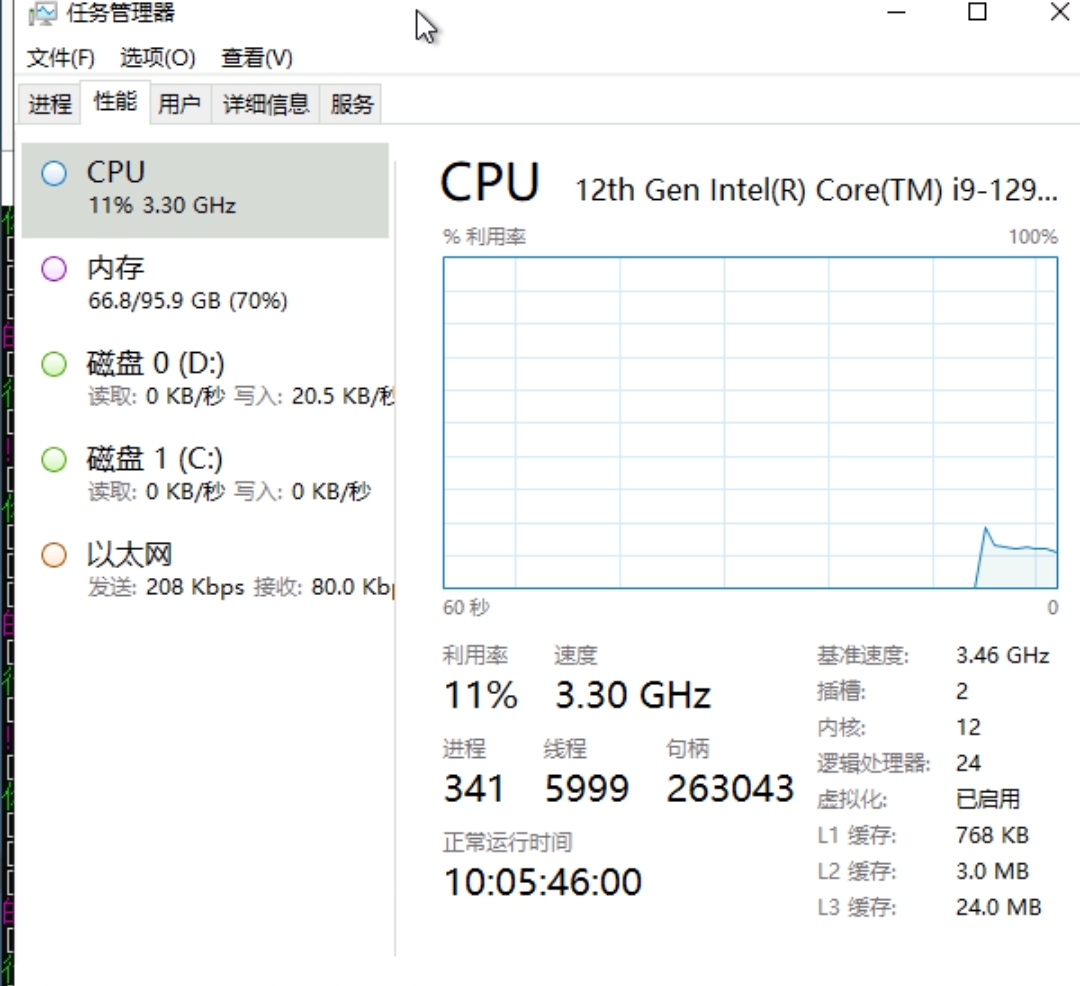 任务管理器
文件(F) 选项(O) 查看(V)
进程 性能 用户 详细信息 服务
CPU
11% 3.30 GHz
内存
66.8/95.9 GB (70%)
磁盘 0 (D:)
读取: 0 KB/秒 写入: 20.5 KB/秒
磁盘 1 (C:)
读取: 0 KB/秒 写入: 0 KB/秒
以太网
发送: 208 Kbps 接收: 80.0 Kbp
CPU 12th Gen Intel(R) Core(TM) i9-129...
% 利用率 100%
60 秒 0
利用率 速度
11% 3.30 GHz
进程 线程 句柄
341 5999 263043
正常运行时间
10:05:46:00
基准速度: 3.46 GHz
插槽: 2
内核: 12
逻辑处理器: 24
虚拟化: 已启用
L1 缓存: 768 KB
L2 缓存: 3.0 MB
L3 缓存: 24.0 MB